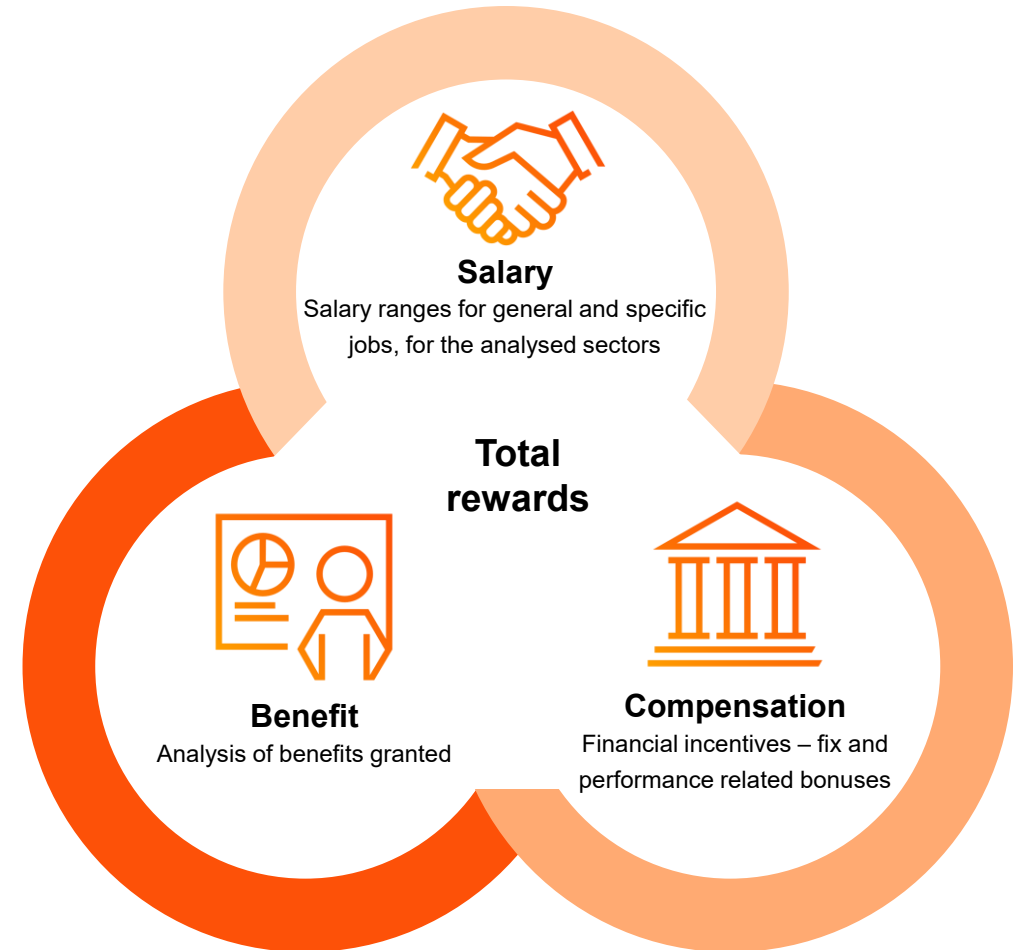 Salary
Salary ranges for general and specific
jobs, for the analysed sectors
Total
rewards
Benefit
Analysis of benefits granted
Compensation
Financial incentives – fix and
performance related bonuses